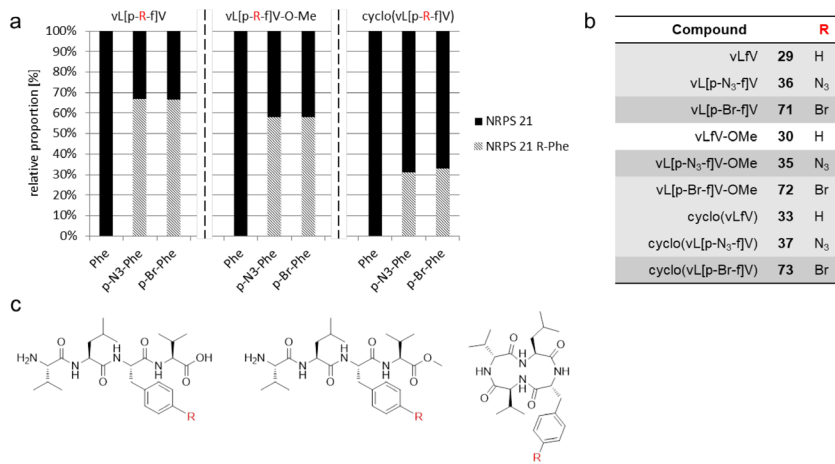 a
vL[p-R-f]V
vL[p-R-f]V-O-Me
cyclo(vL[p-R-f]V)
relative proportion [%]
100%
90%
80%
70%
60%
50%
40%
30%
20%
10%
0%
Phe
p-N3-Phe
p-Br-Phe
Phe
p-N3-Phe
p-Br-Phe
Phe
p-N3-Phe
p-Br-Phe
NRPS 21
NRPS 21 R-Phe
b
Compound R
vLfV 29 H
vL[p-N₃-f]V 36 N₃
vL[p-Br-f]V 71 Br
vLfV-OMe 30 H
vL[p-N₃-f]V-OMe 35 N₃
vL[p-Br-f]V-OMe 72 Br
cyclo(vLfV) 33 H
cyclo(vL[p-N₃-f]V) 37 N₃
cyclo(vL[p-Br-f]V) 73 Br
c
H₂N O N H O H N O N H O OH R
H₂N O N H O H N O N H O O R
O H N O HN NH O N H O R